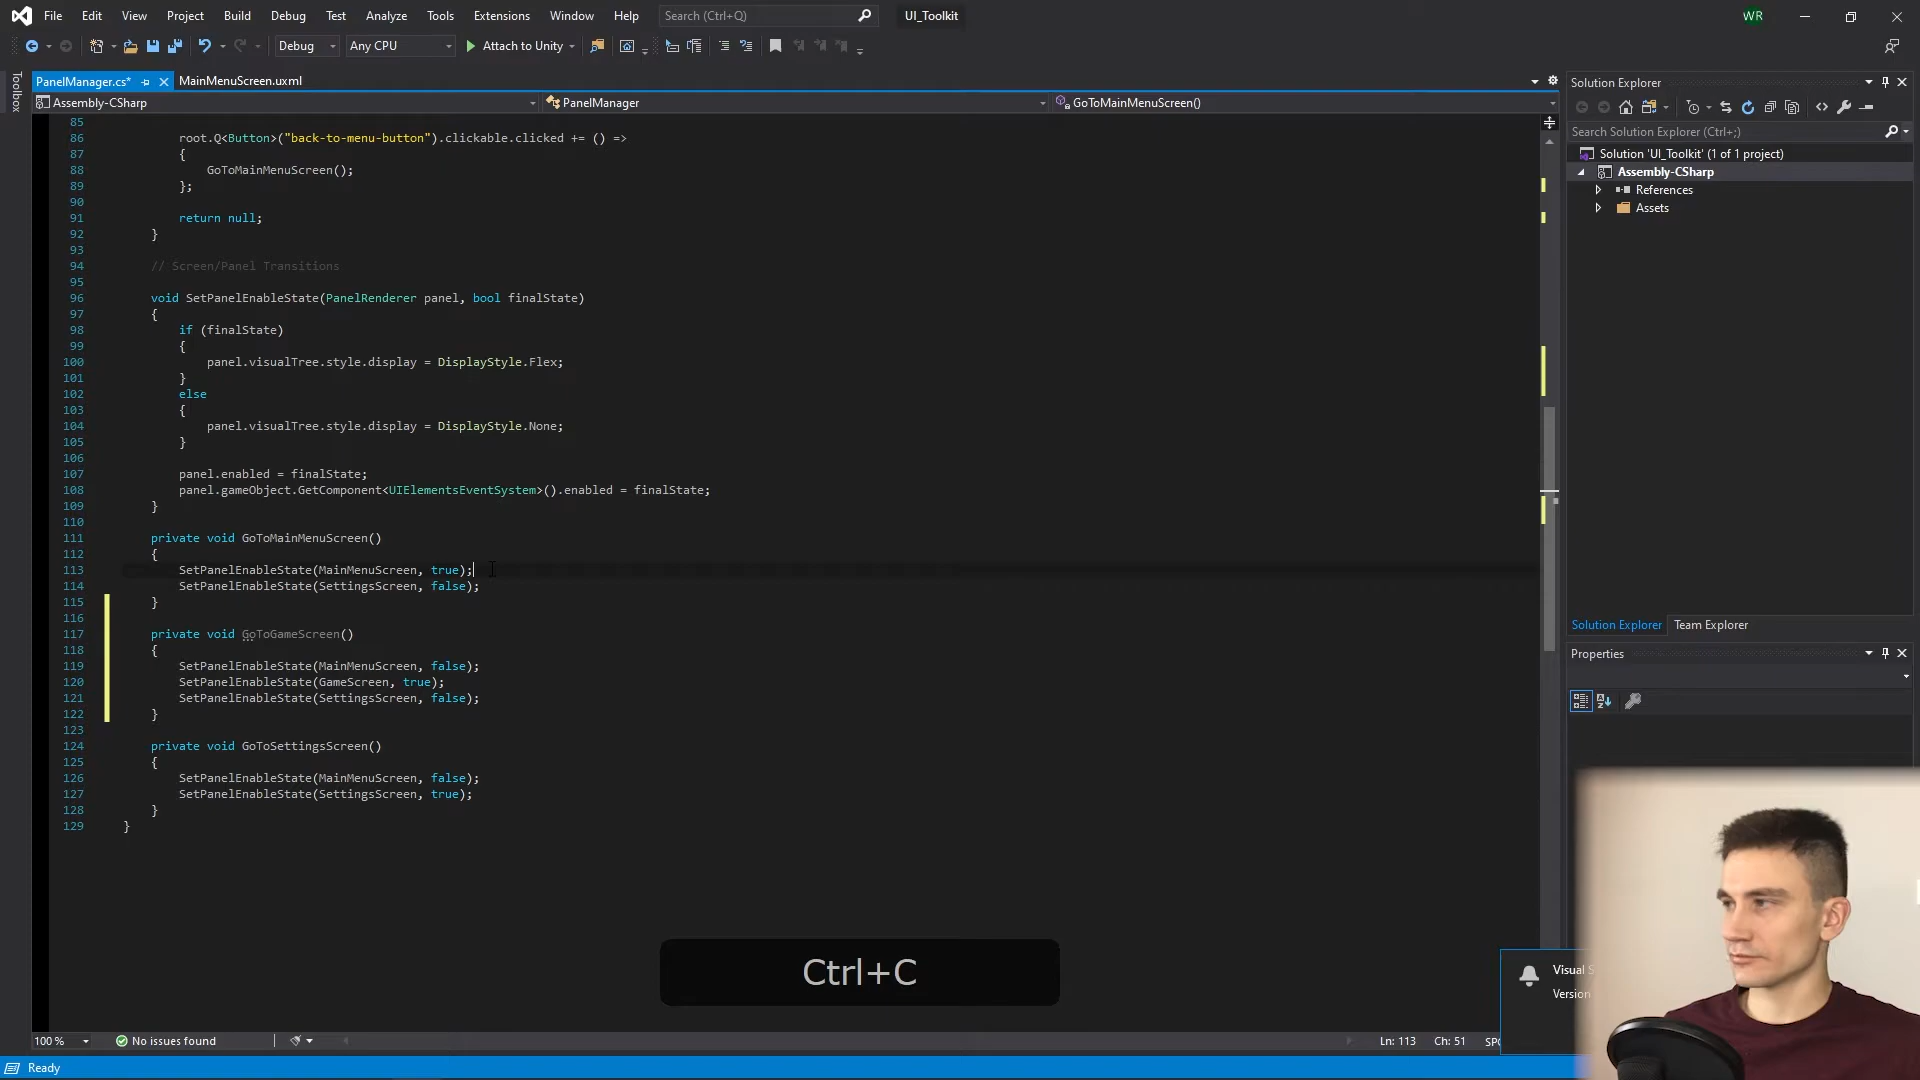 File Edit View Project Build Debug Test Analyze Tools Extensions Window Help Search (Ctrl+Q) UI_Toolkit WR
Debug Any CPU Attach to Unity
Toolbox
PanelManager.cs* MainMenuScreen.uxml
Assembly-CSharp PanelManager GoToMainMenuScreen()
85
86 root.Q<Button>("back-to-menu-button").clickable.clicked += () =>
87 {
88 GoToMainMenuScreen();
89 };
90
91 return null;
92 }
93
94 // Screen/Panel Transitions
95
96 void SetPanelEnableState(PanelRenderer panel, bool finalState)
97 {
98 if (finalState)
99 {
100 panel.visualTree.style.display = DisplayStyle.Flex;
101 }
102 else
103 {
104 panel.visualTree.style.display = DisplayStyle.None;
105 }
106
107 panel.enabled = finalState;
108 panel.gameObject.GetComponent<UIElementsEventSystem>().enabled = finalState;
109 }
110
111 private void GoToMainMenuScreen()
112 {
113 SetPanelEnableState(MainMenuScreen, true);
114 SetPanelEnableState(SettingsScreen, false);
115 }
116
117 private void GoToGameScreen()
118 {
119 SetPanelEnableState(MainMenuScreen, false);
120 SetPanelEnableState(GameScreen, true);
121 SetPanelEnableState(SettingsScreen, false);
122 }
123
124 private void GoToSettingsScreen()
125 {
126 SetPanelEnableState(MainMenuScreen, false);
127 SetPanelEnableState(SettingsScreen, true);
128 }
129 }
Solution Explorer
Search Solution Explorer (Ctrl+;)
Solution 'UI_Toolkit' (1 of 1 project)
Assembly-CSharp
References
Assets
Solution Explorer Team Explorer
Properties
Ctrl+C
Visual S
Version
100 % No issues found Ln: 113 Ch: 51 SPC
Ready